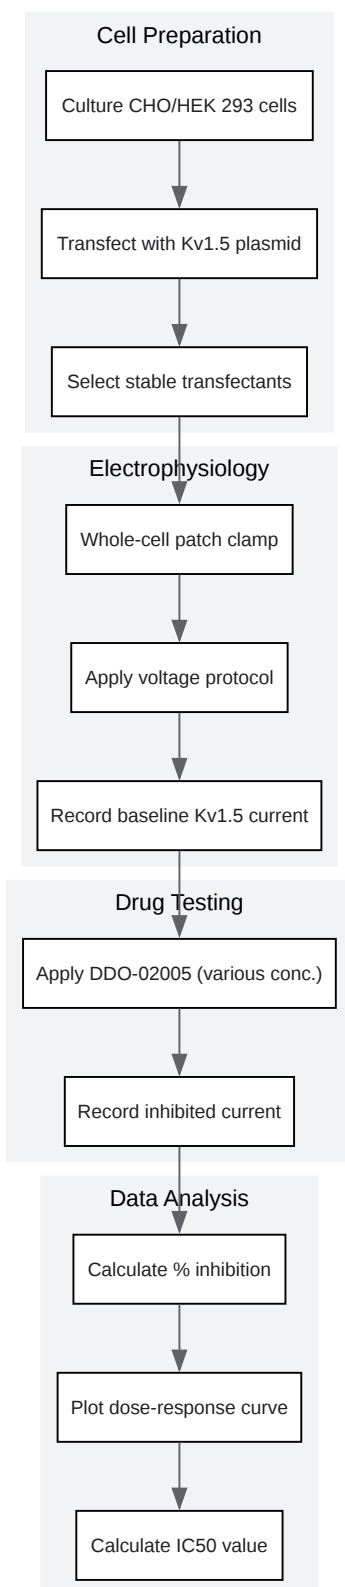 Cell Preparation
Culture CHO/HEK 293 cells
Transfect with Kv1.5 plasmid
Select stable transfectants
Electrophysiology
Whole-cell patch clamp
Apply voltage protocol
Record baseline Kv1.5 current
Drug Testing
Apply DDO-02005 (various conc.)
Record inhibited current
Data Analysis
Calculate % inhibition
Plot dose-response curve
Calculate IC50 value